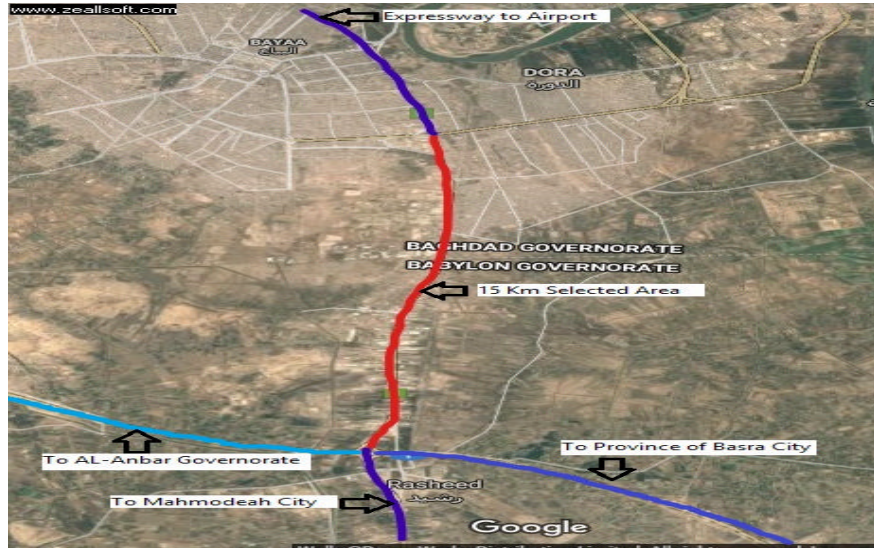 www.zeallsoft.com
Expressway to Airport
BAYAA
البياع
DORA
الدورة
BAGHDAD GOVERNORATE
BABYLON GOVERNORATE
15 Km Selected Area
To Province of Basra City
To AL-Anbar Governorate
Rasheed
رشيد
To Mahmodeah City
Google